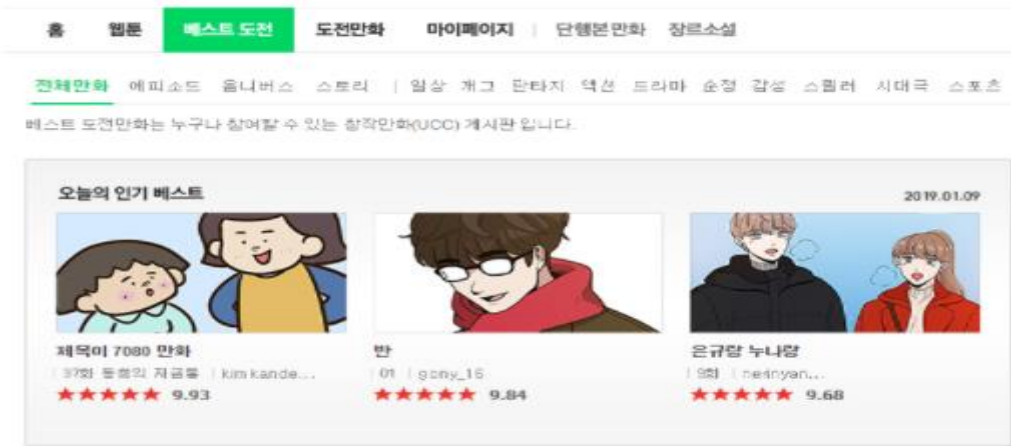 홈 웹툰 베스트 도전 도전만화 마이페이지 | 단행본만화 장르소설
전체만화 에피소드 옴니버스 스토리 | 일상 개그 판타지 액션 드라마 순정 감성 스릴러 시대극 스포츠
베스트 도전만화는 누구나 참여할 수 있는 창작만화(UCC) 게시판 입니다.
오늘의 인기 베스트 2019.01.09
제목이 7080 만화 반 은규랑 누나랑
37화 동형의 저금통 | kimkande... 01 | gony_16 9화 | nerinyan...
9.93 9.84 9.68